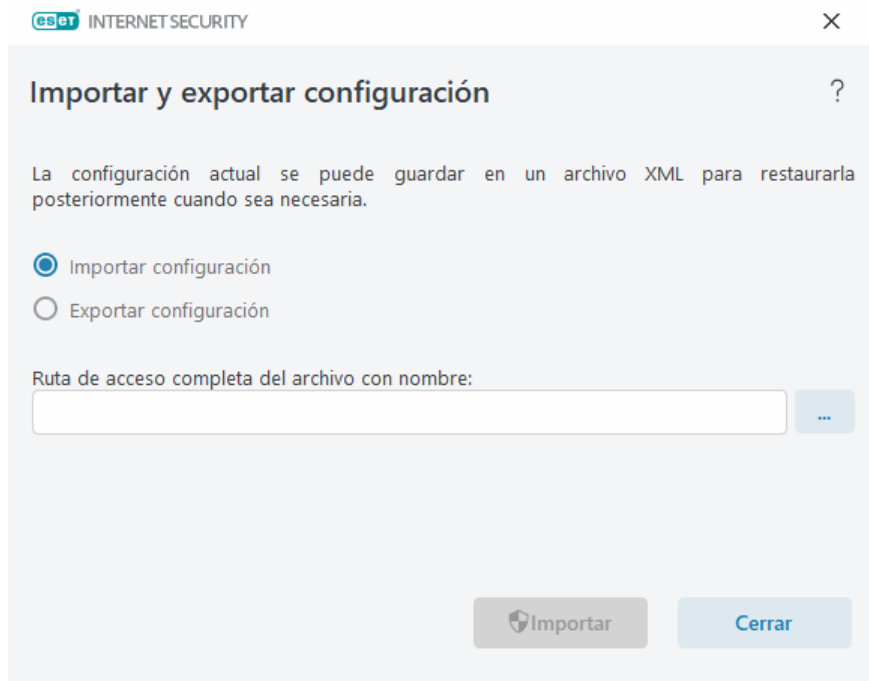 eset INTERNET SECURITY
Importar y exportar configuración
?
La configuración actual se puede guardar en un archivo XML para restaurarla
posteriormente cuando sea necesaria.
Importar configuración
Exportar configuración
Ruta de acceso completa del archivo con nombre:
...
Importar
Cerrar